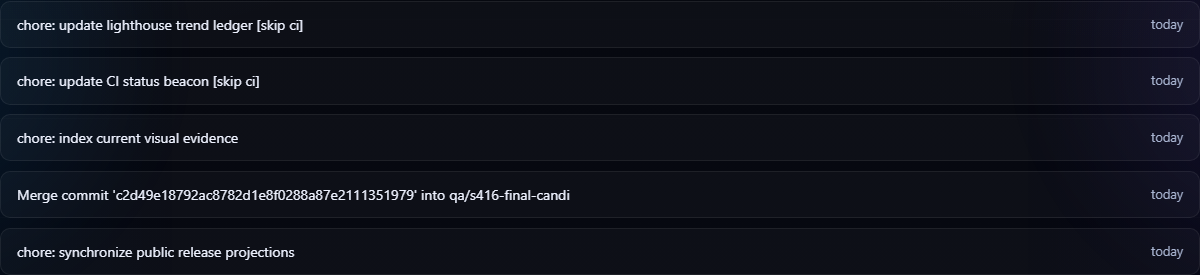 chore: update lighthouse trend ledger [skip ci] today
chore: update CI status beacon [skip ci] today
chore: index current visual evidence today
Merge commit 'c2d49e18792ac8782d1e8f0288a87e2111351979' into qa/s416-final-candi today
chore: synchronize public release projections today